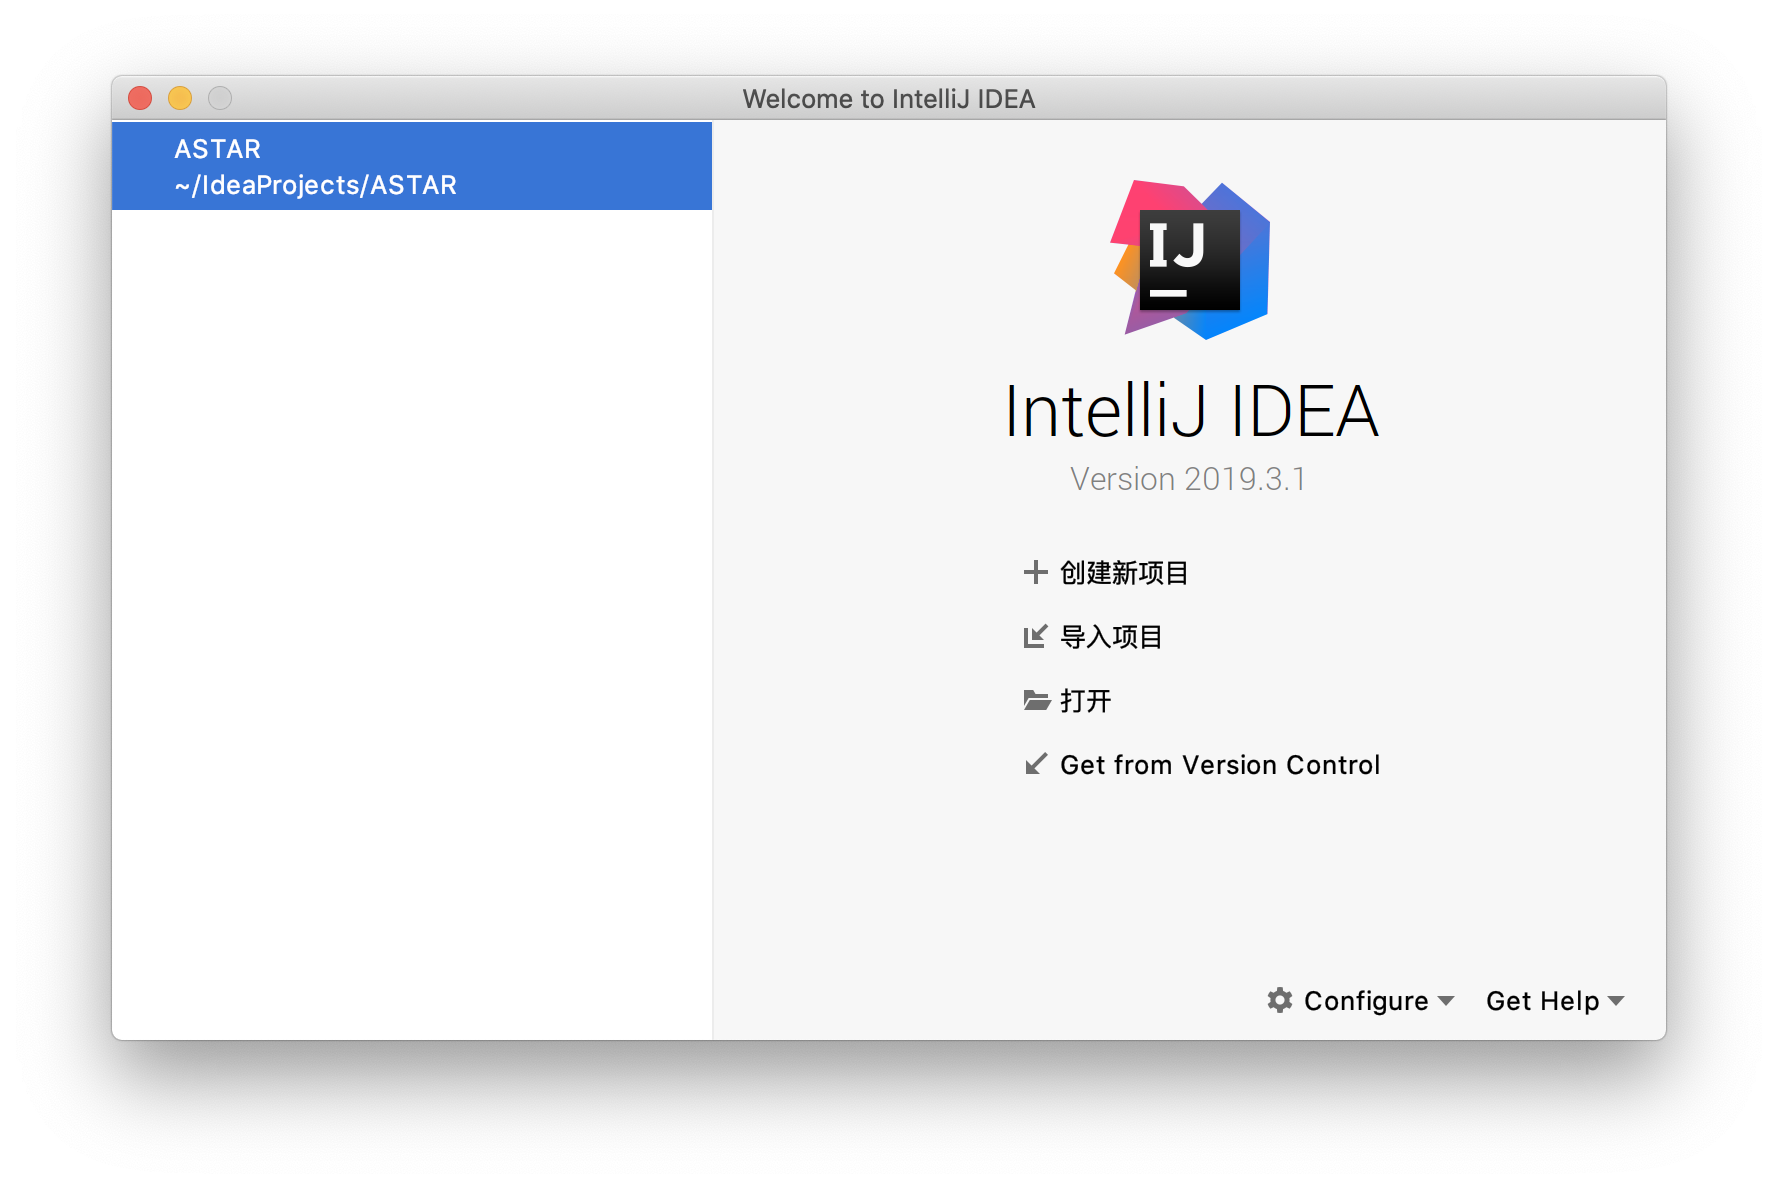 Welcome to IntelliJ IDEA
ASTAR
~/IdeaProjects/ASTAR
IJ
IntelliJ IDEA
Version 2019.3.1
创建新项目
导入项目
打开
Get from Version Control
Configure
Get Help